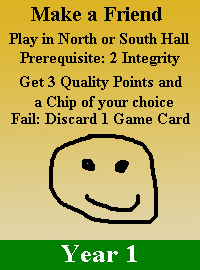 Make a Friend
Play in North or South Hall
Prerequisite: 2 Integrity
Get 3 Quality Points and
a Chip of your choice
Fail: Discard 1 Game Card
Year 1